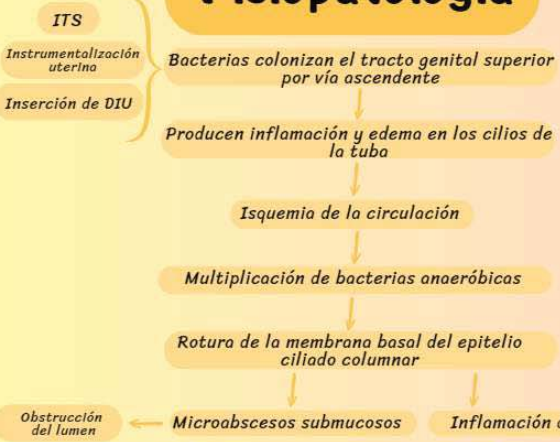 Fisiopatología
ITS
Instrumentalización
uterina
Inserción de DIU
Bacterias colonizan el tracto genital superior
por vía ascendente
Producen inflamación y edema en los cilios de
la tuba
Isquemia de la circulación
Multiplicación de bacterias anaeróbicas
Rotura de la membrana basal del epitelio
ciliado columnar
Obstrucción
del lumen
Microabscesos submucosos
Inflamación